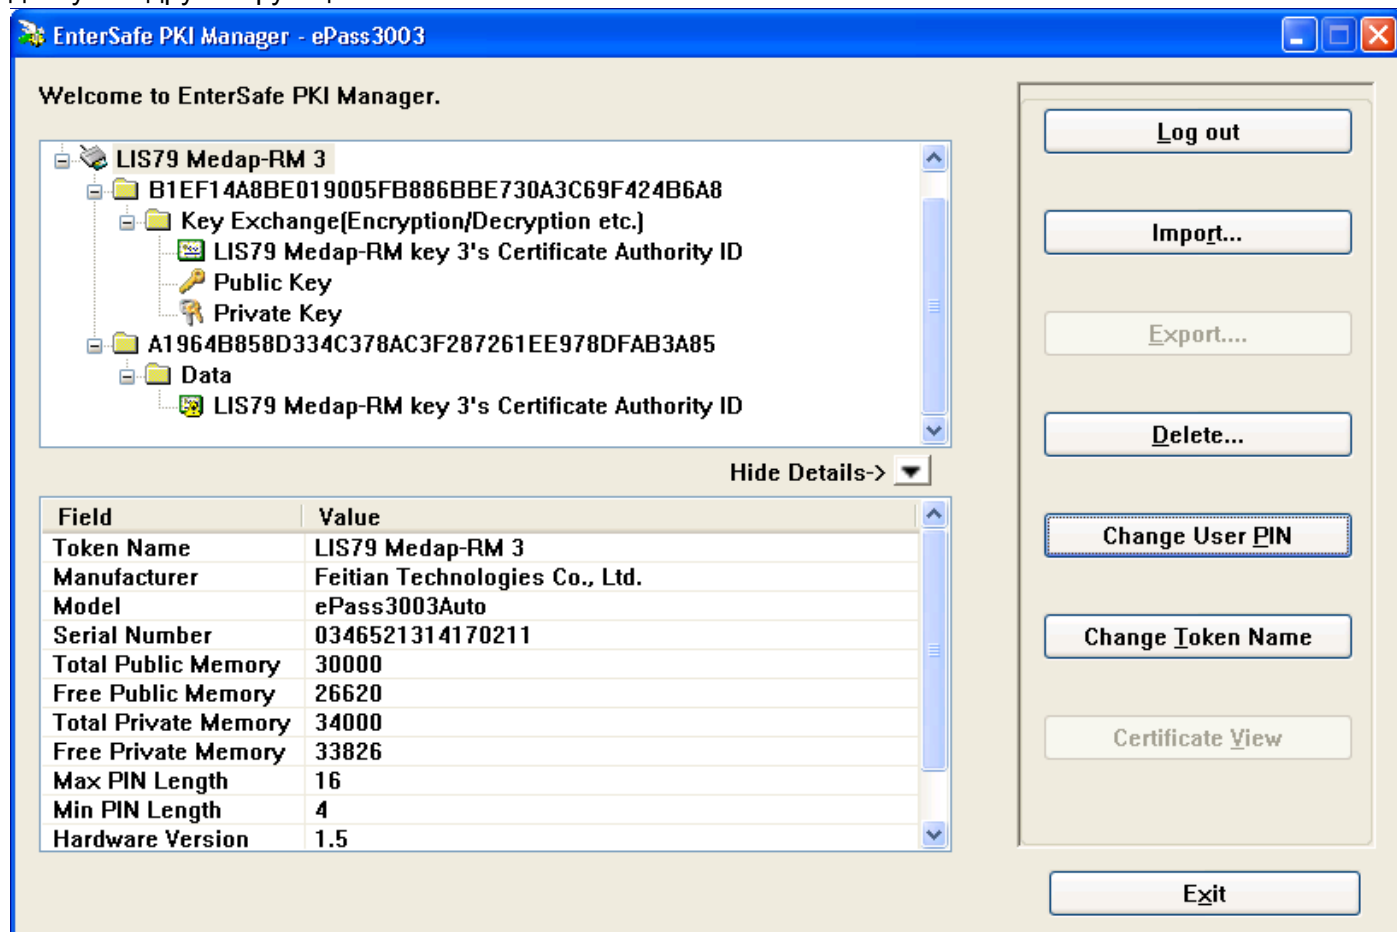 EnterSafe PKI Manager - ePass3003
Welcome to EnterSafe PKI Manager.
LIS79 Medap-RM 3
B1EF14A8BE019005FB886BBE730A3C69F424B6A8
Key Exchange(Encryption/Decryption etc.)
LIS79 Medap-RM key 3's Certificate Authority ID
Public Key
Private Key
A1964B858D334C378AC3F287261EE978DFAB3A85
Data
LIS79 Medap-RM key 3's Certificate Authority ID
Hide Details->
Field Value
Token Name LIS79 Medap-RM 3
Manufacturer Feitian Technologies Co., Ltd.
Model ePass3003Auto
Serial Number 0346521314170211
Total Public Memory 30000
Free Public Memory 26620
Total Private Memory 34000
Free Private Memory 33826
Max PIN Length 16
Min PIN Length 4
Hardware Version 1.5
Log out
Import...
Export....
Delete...
Change User PIN
Change Token Name
Certificate View
Exit